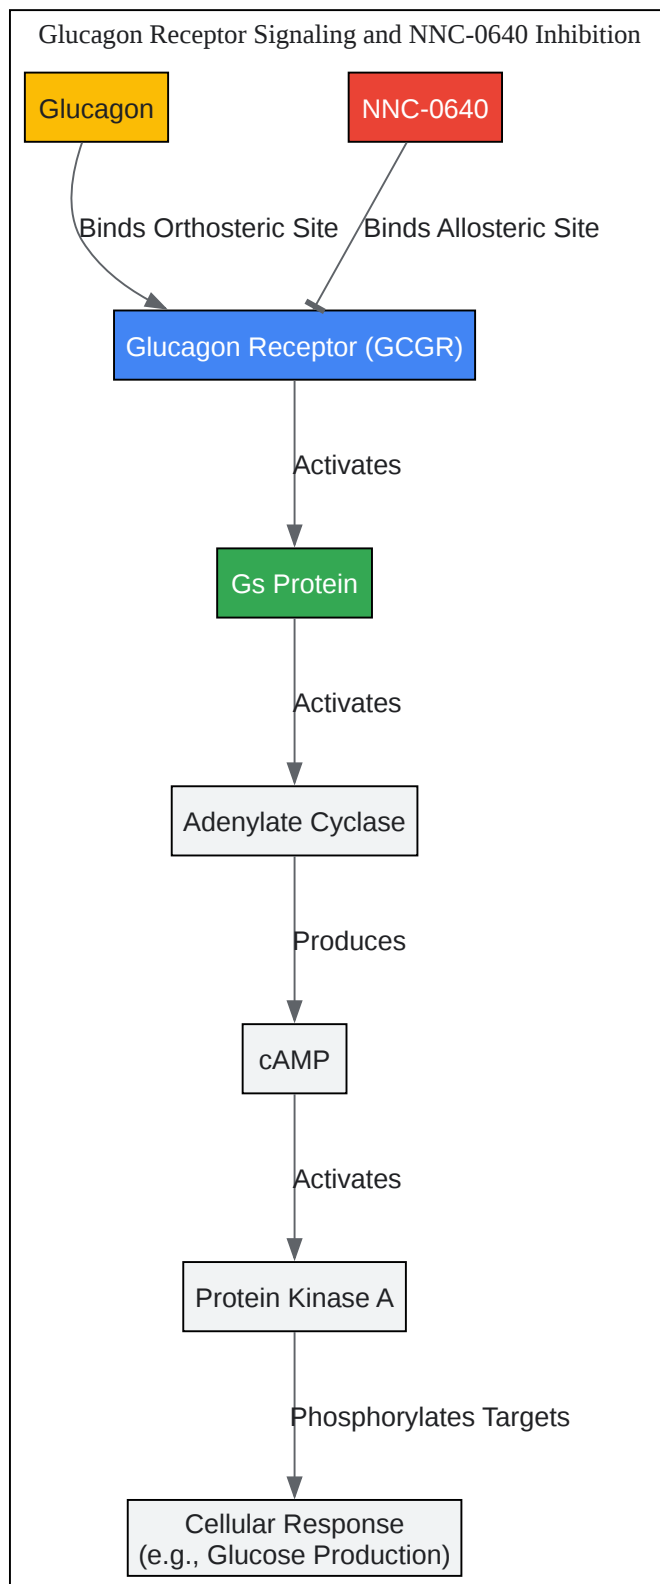 Glucagon Receptor Signaling and NNC-0640 Inhibition
Glucagon
NNC-0640
Binds Orthosteric Site
Binds Allosteric Site
Glucagon Receptor (GCGR)
Activates
Gs Protein
Activates
Adenylate Cyclase
Produces
cAMP
Activates
Protein Kinase A
Phosphorylates Targets
Cellular Response
(e.g., Glucose Production)